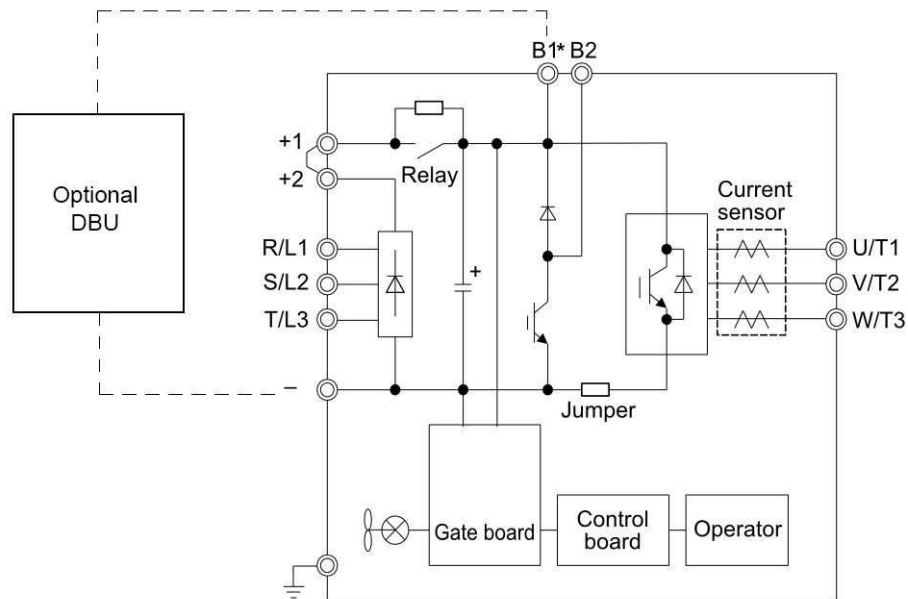 B1* B2
+1
+2
Relay
Optional
DBU
Current
sensor
R/L1
S/L2
T/L3
U/T1
V/T2
W/T3
+
–
Jumper
Gate board
Control
board
Operator